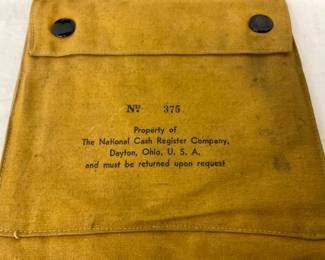 Nº 375
Property of
The National Cash Register Company,
Dayton, Ohio, U. S. A.
and must be returned upon request